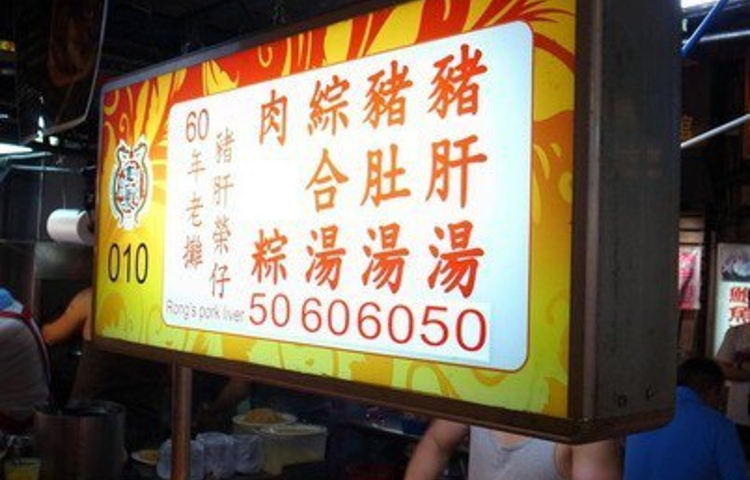 豬肝湯
豬肚湯
綜合湯
肉粽
50 60 60 50
豬肝榮仔
60年老攤
Rong's pork liver
010